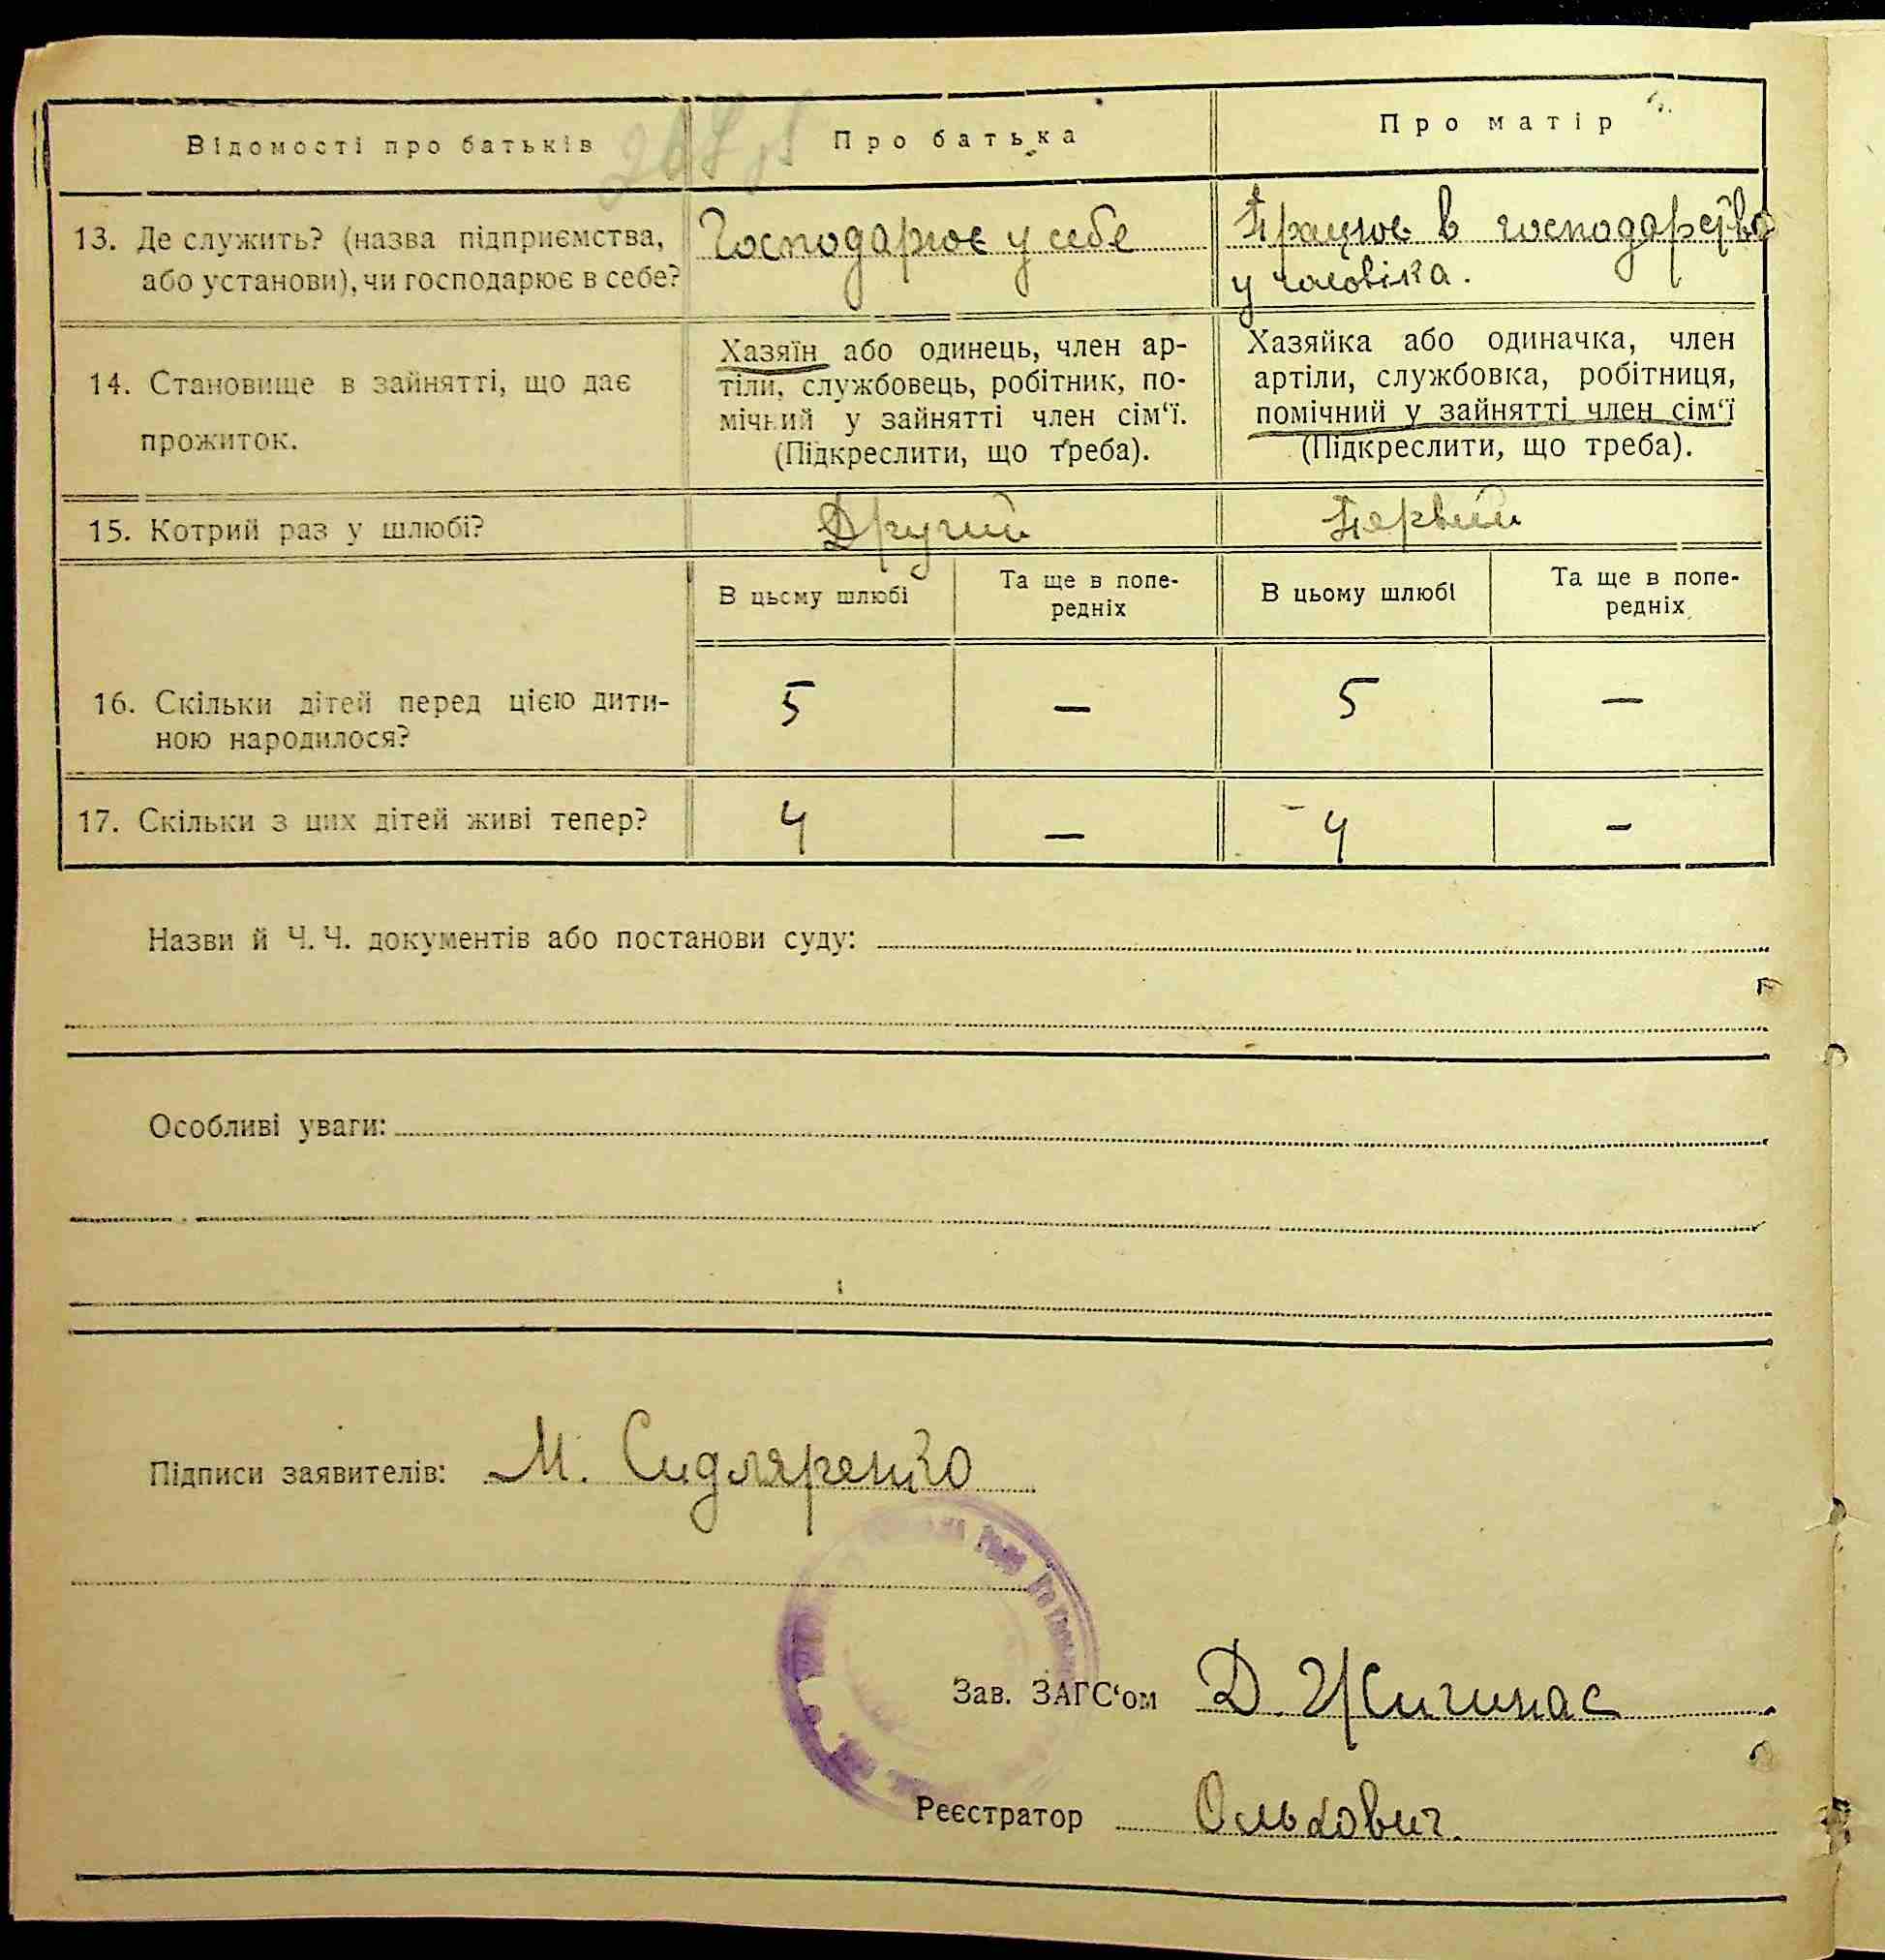 Відомості про батьків
Про батька
Про матір
13. Де служить? (назва підприємства,
або установи), чи господарює в себе?
Господарює у себе
Працює в господарстві
у чоловіка.
14. Становище в зайнятті, що дає
прожиток.
Хазяїн або одинець, член ар-
тіли, службовець, робітник, по-
мічний у зайнятті член сім‘ї.
(Підкреслити, що треба).
Хазяйка або одиначка, член
артіли, службовка, робітниця,
помічний у зайнятті член сім‘ї
(Підкреслити, що треба).
15. Котрий раз у шлюбі?
Другий
Первий
В цьому шлюбі
Та ще в попе-
редніх
В цьому шлюбі
Та ще в попе-
редніх
16. Скільки дітей перед цією дити-
ною народилося?
5 — 5 —
17. Скільки з цих дітей живі тепер?
4 — 4 —
Назви й Ч. Ч. документів або постанови суду:
Особливі уваги:
Підписи заявителів: М. Сидляренко
Зав. ЗАГС‘ом Д. Жигинас
Реєстратор Ольхович.